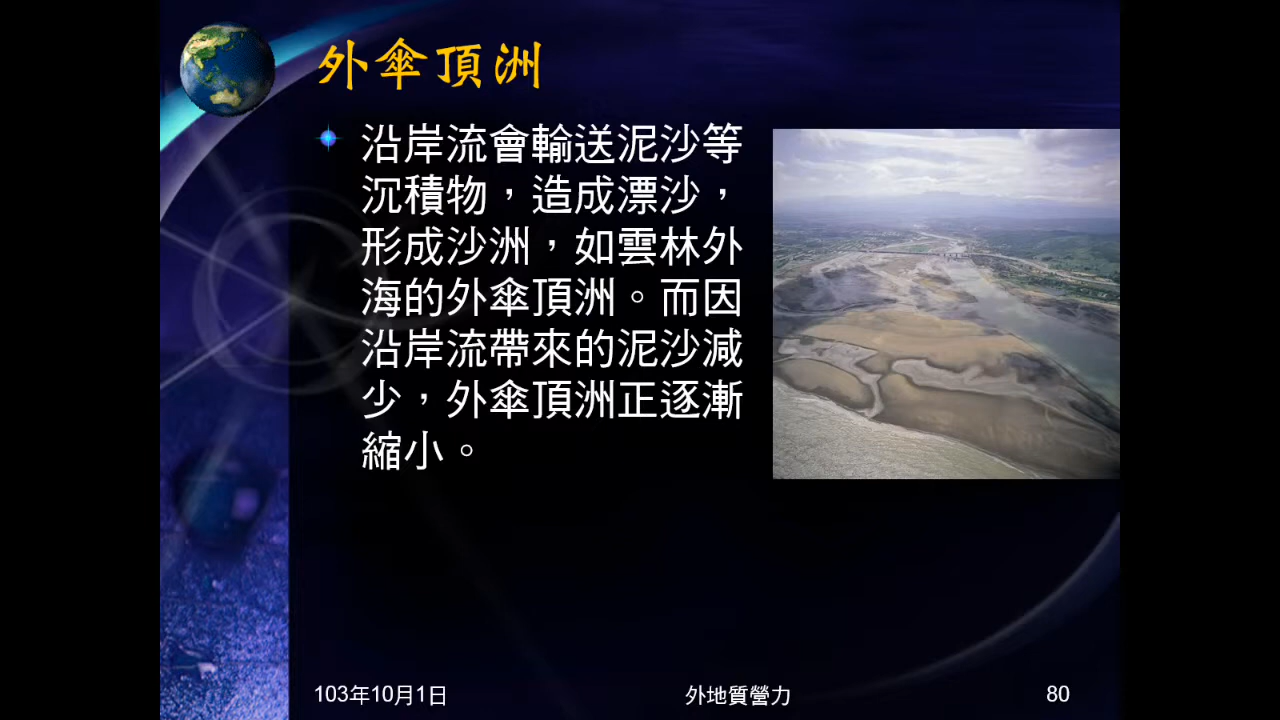 外傘頂洲
沿岸流會輸送泥沙等
沉積物，造成漂沙，
形成沙洲，如雲林外
海的外傘頂洲。而因
沿岸流帶來的泥沙減
少，外傘頂洲正逐漸
縮小。
103年10月1日
外地質營力
80